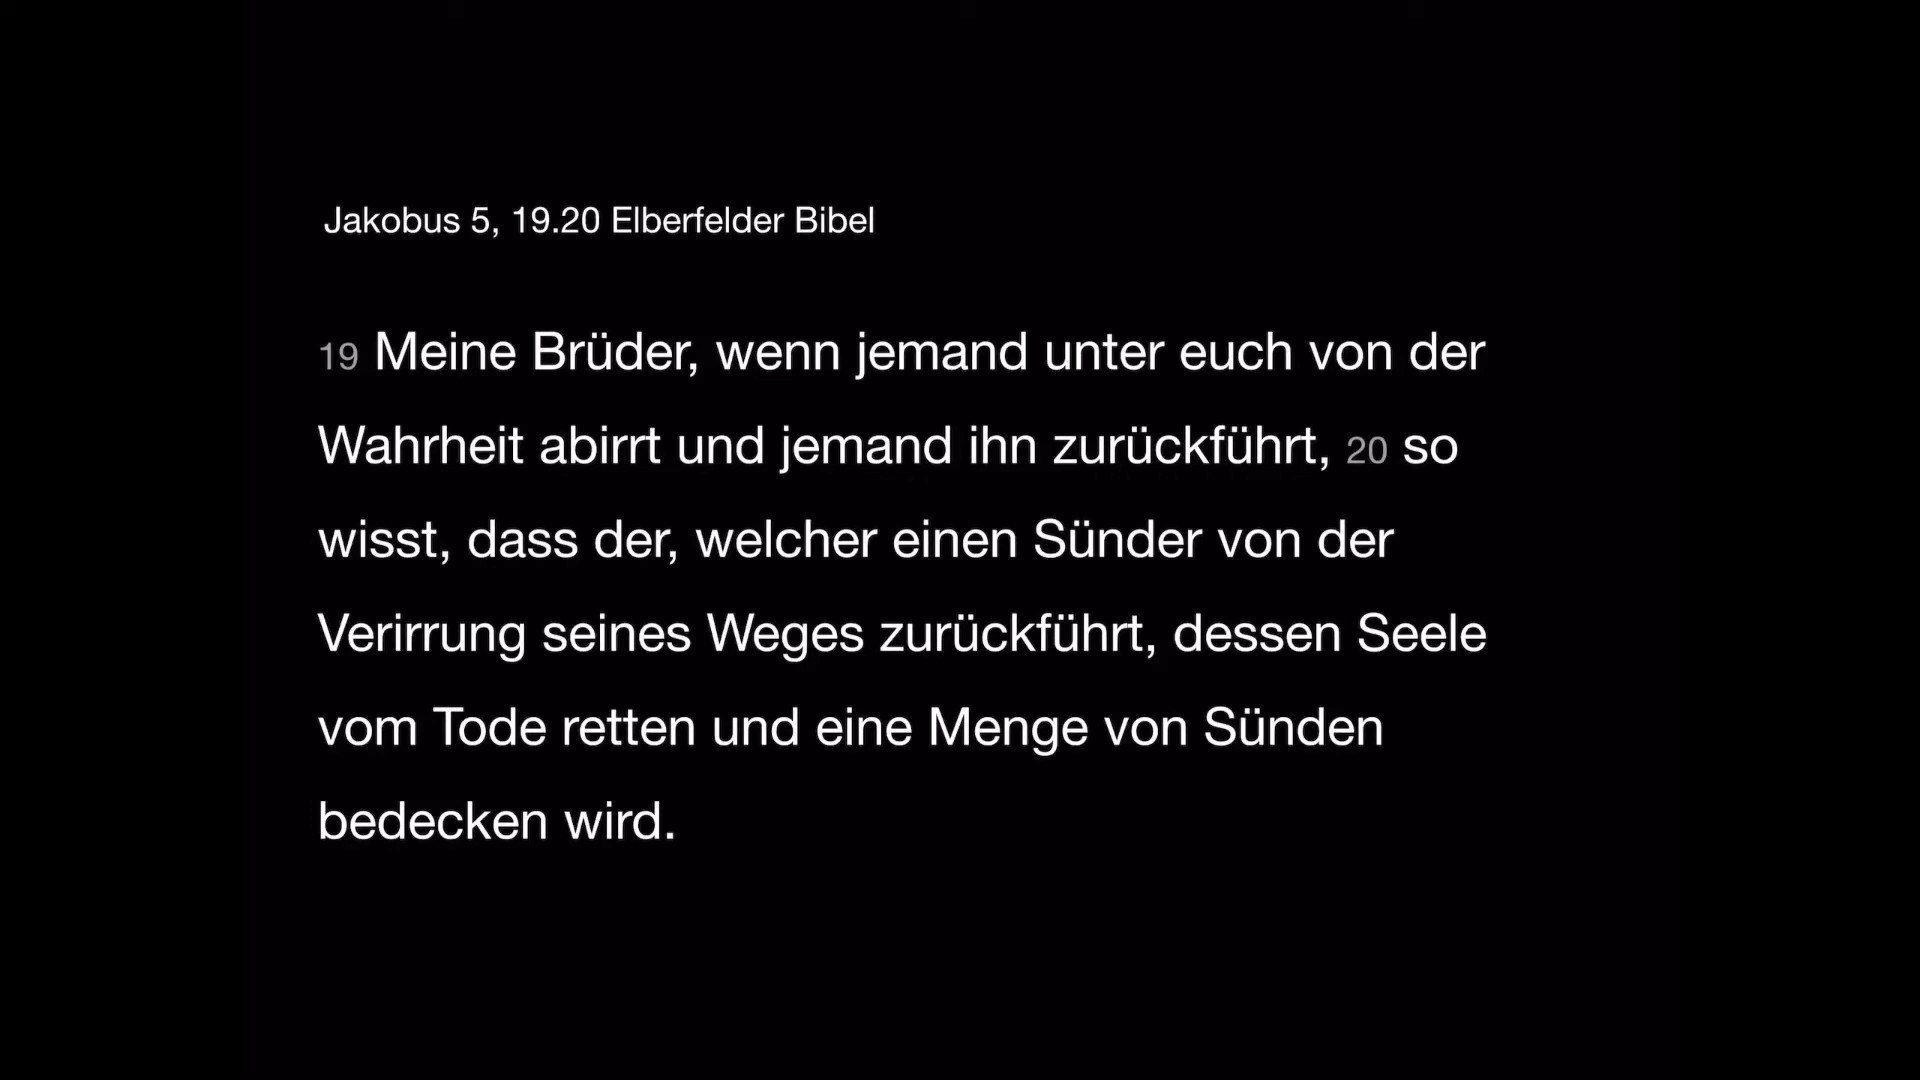 Jakobus 5, 19.20 Elberfelder Bibel
19 Meine Brüder, wenn jemand unter euch von der
Wahrheit abirrt und jemand ihn zurückführt, 20 so
wisst, dass der, welcher einen Sünder von der
Verirrung seines Weges zurückführt, dessen Seele
vom Tode retten und eine Menge von Sünden
bedecken wird.